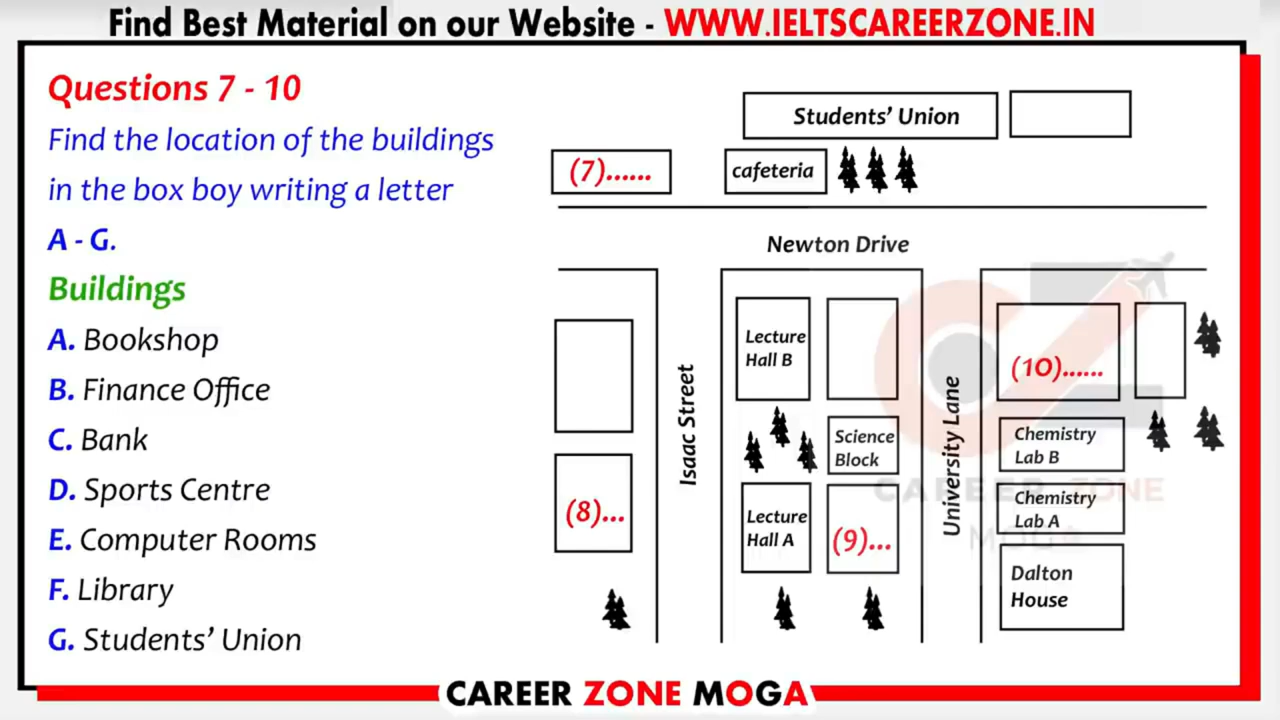 Find Best Material on our Website - WWW.IELTSCAREERZONE.IN
Questions 7 - 10
Find the location of the buildings
in the box boy writing a letter
A - G.
Buildings
A. Bookshop
B. Finance Office
C. Bank
D. Sports Centre
E. Computer Rooms
F. Library
G. Students' Union
Students' Union
(7)......
cafeteria
Newton Drive
Lecture
Hall B
(10)......
Isaac Street
Science
Block
University Lane
Chemistry
Lab B
CAREER ZONE
MOGA
(8)...
Lecture
Hall A
(9)...
Chemistry
Lab A
Dalton
House
CAREER ZONE MOGA